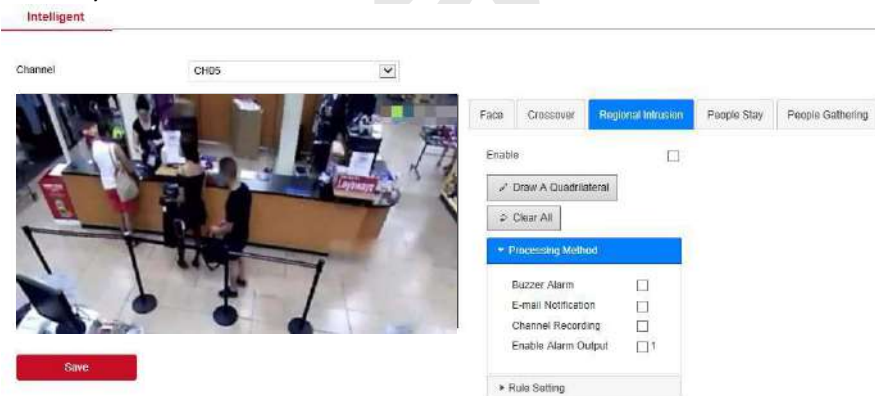 Intelligent
Channel
CH05
Face
Crossover
Regional Intrusion
People Stay
People Gathering
Enable
Draw A Quadrilateral
Clear All
Processing Method
Buzzer Alarm
E-mail Notification
Channel Recording
Enable Alarm Output 1
Rule Setting
Layaways
Save